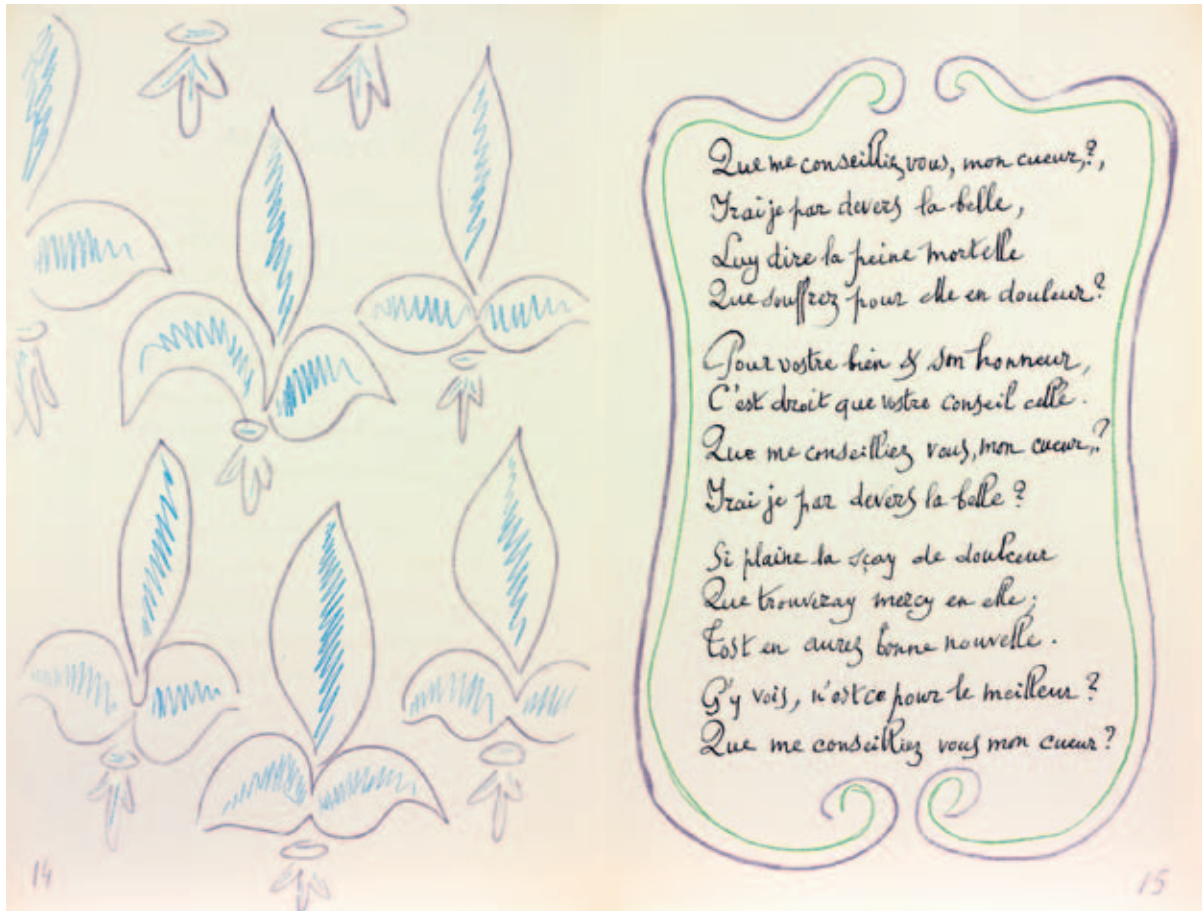 Que me conseilliez vous, mon cueur,?,
Irai je par devers la belle,
Luy dire la peine mortelle
Que souffrez pour elle en douleur?
Pour vostre bien & son honneur,
C'est droit que vostre conseil celle.
Que me conseilliez vous, mon cueur,?
Irai je par devers la belle?
Si plaine la sçay de doulceur
Que trouveray mercy en elle;
Tost en aurez bonne nouvelle.
G'y vois, n'est ce pour le meilleur?
Que me conseilliez vous mon cueur?
14
15